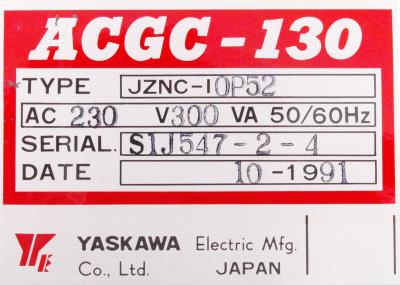 ACGC-130
TYPE JZNC-IOP52
AC 230 V300 VA 50/60Hz
SERIAL. S1J547-2-4
DATE 10-1991
YASKAWA Electric Mfg.
Co., Ltd. JAPAN